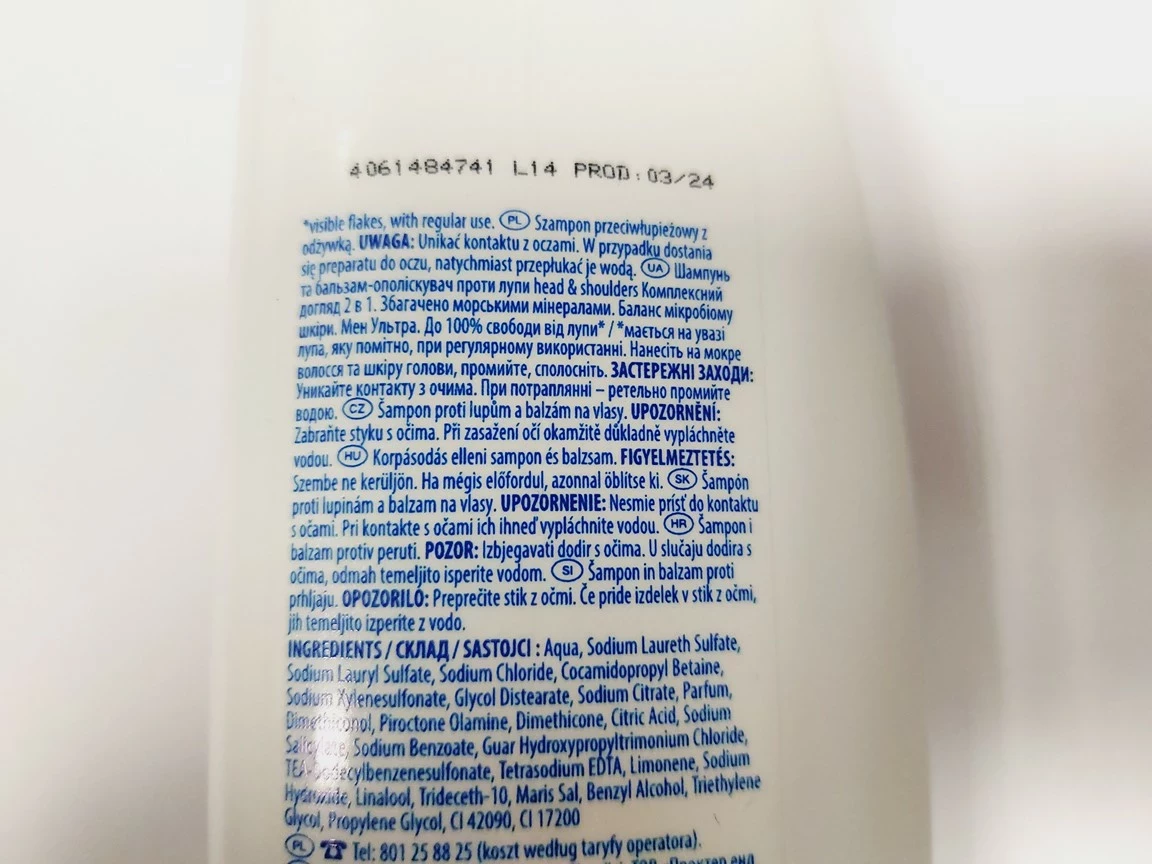 4061484741 L14 PROD:03/24
*visible flakes, with regular use. PL Szampon przeciwłupieżowy z
odżywką. UWAGA: Unikać kontaktu z oczami. W przypadku dostania
się preparatu do oczu, natychmiast przepłukać je wodą. UA Шампунь
та бальзам-ополіскувач проти лупи head & shoulders Комплексний
догляд 2 в 1. Збагачено морськими мінералами. Баланс мікробіому
шкіри. Мен Ультра. До 100% свободи від лупи* / *мається на увазі
лупа, яку помітно, при регулярному використанні. Нанесіть на мокре
волосся та шкіру голови, промийте, сполосніть. ЗАСТЕРЕЖНІ ЗАХОДИ:
Уникайте контакту з очима. При потраплянні – ретельно промийте
водою. CZ Šampon proti lupům a balzám na vlasy. UPOZORNĚNÍ:
Zabraňte styku s očima. Při zasažení očí okamžitě důkladně vypláchněte
vodou. HU Korpásodás elleni sampon és balzsam. FIGYELMEZTETÉS:
Szembe ne kerüljön. Ha mégis előfordul, azonnal öblítse ki. SK Šampón
proti lupinám a balzam na vlasy. UPOZORNENIE: Nesmie prísť do kontaktu
s očami. Pri kontakte s očami ich ihneď vypláchnite vodou. HR Šampon i
balzam protiv peruti. POZOR: Izbjegavati dodir s očima. U slučaju dodira s
očima, odmah temeljito isperite vodom. SI Šampon in balzam proti
prhljaju. OPOZORILO: Preprečite stik z očmi. Če pride izdelek v stik z očmi,
jih temeljito izperite z vodo.
INGREDIENTS / СКЛАД / SASTOJCI : Aqua, Sodium Laureth Sulfate,
Sodium Lauryl Sulfate, Sodium Chloride, Cocamidopropyl Betaine,
Sodium Xylenesulfonate, Glycol Distearate, Sodium Citrate, Parfum,
Dimethiconol, Piroctone Olamine, Dimethicone, Citric Acid, Sodium
Salicylate, Sodium Benzoate, Guar Hydroxypropyltrimonium Chloride,
TEA-Dodecylbenzenesulfonate, Tetrasodium EDTA, Limonene, Sodium
Hydroxide, Linalool, Trideceth-10, Maris Sal, Benzyl Alcohol, Triethylene
Glycol, Propylene Glycol, CI 42090, CI 17200
PL ☎ Tel: 801 25 88 25 (koszt według taryfy operatora).